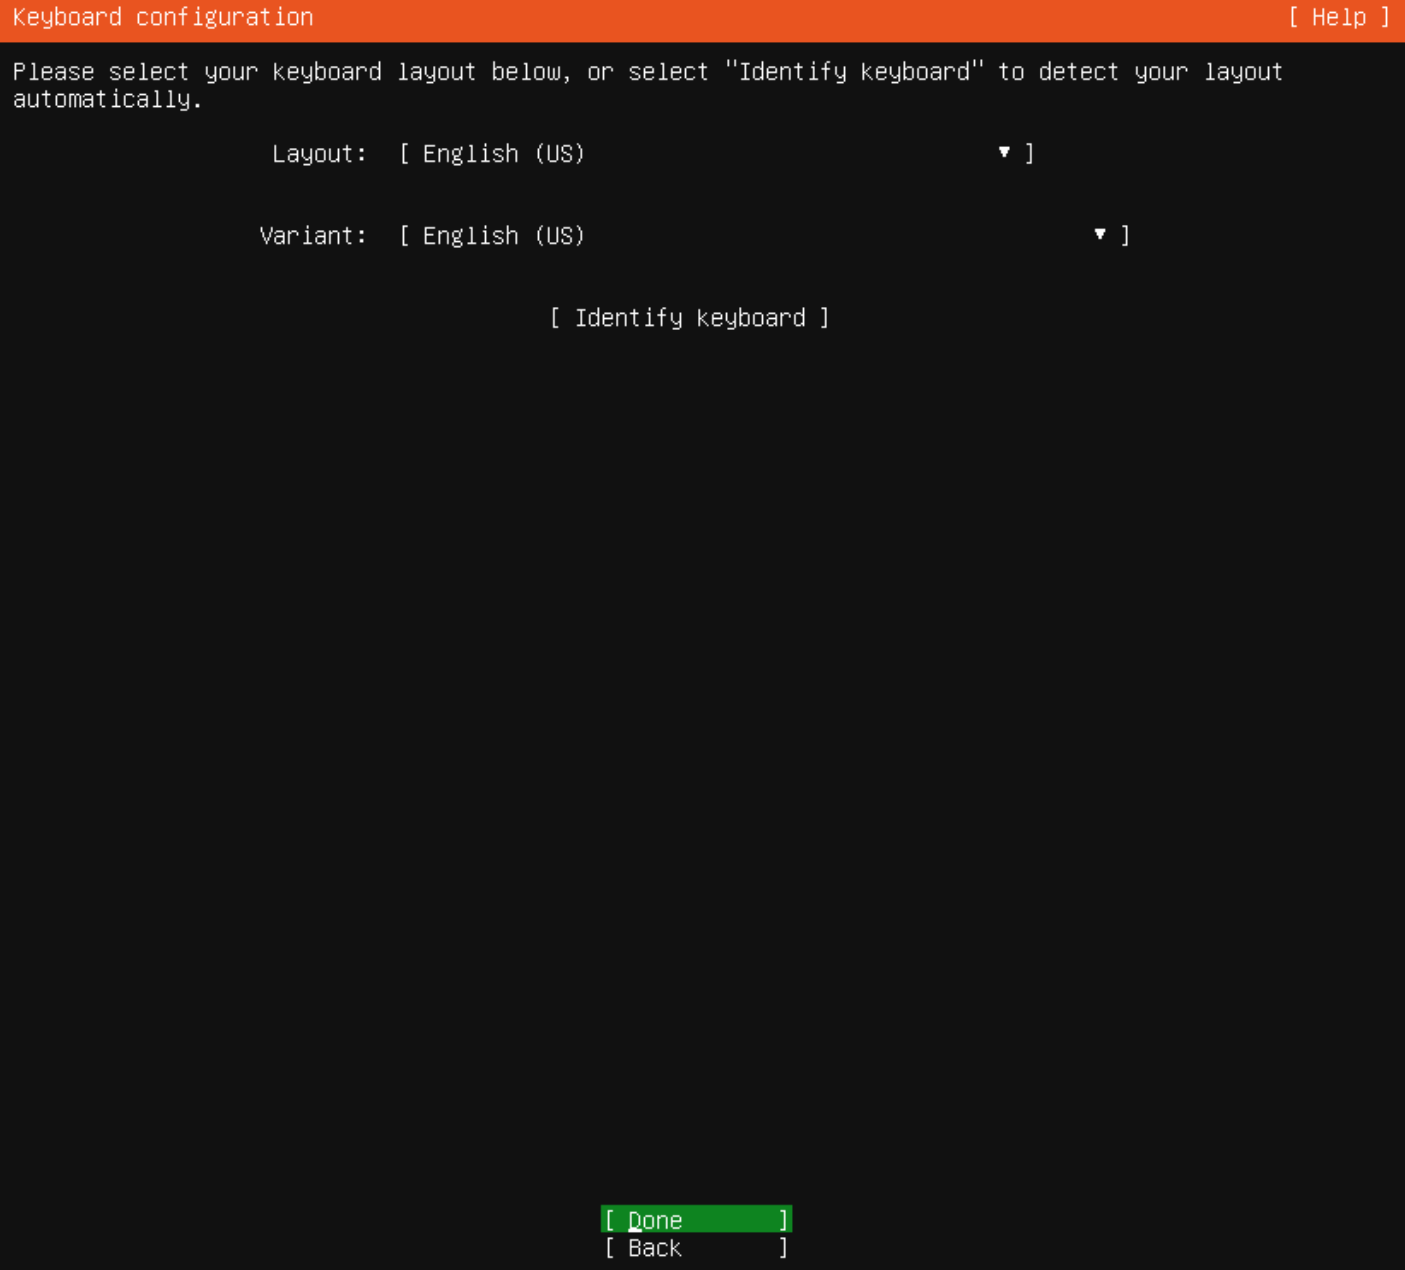 Keyboard configuration [ Help ]
Please select your keyboard layout below, or select "Identify keyboard" to detect your layout
automatically.
Layout: [ English (US) ▼ ]
Variant: [ English (US) ▼ ]
[ Identify keyboard ]
[ Done ]
[ Back ]